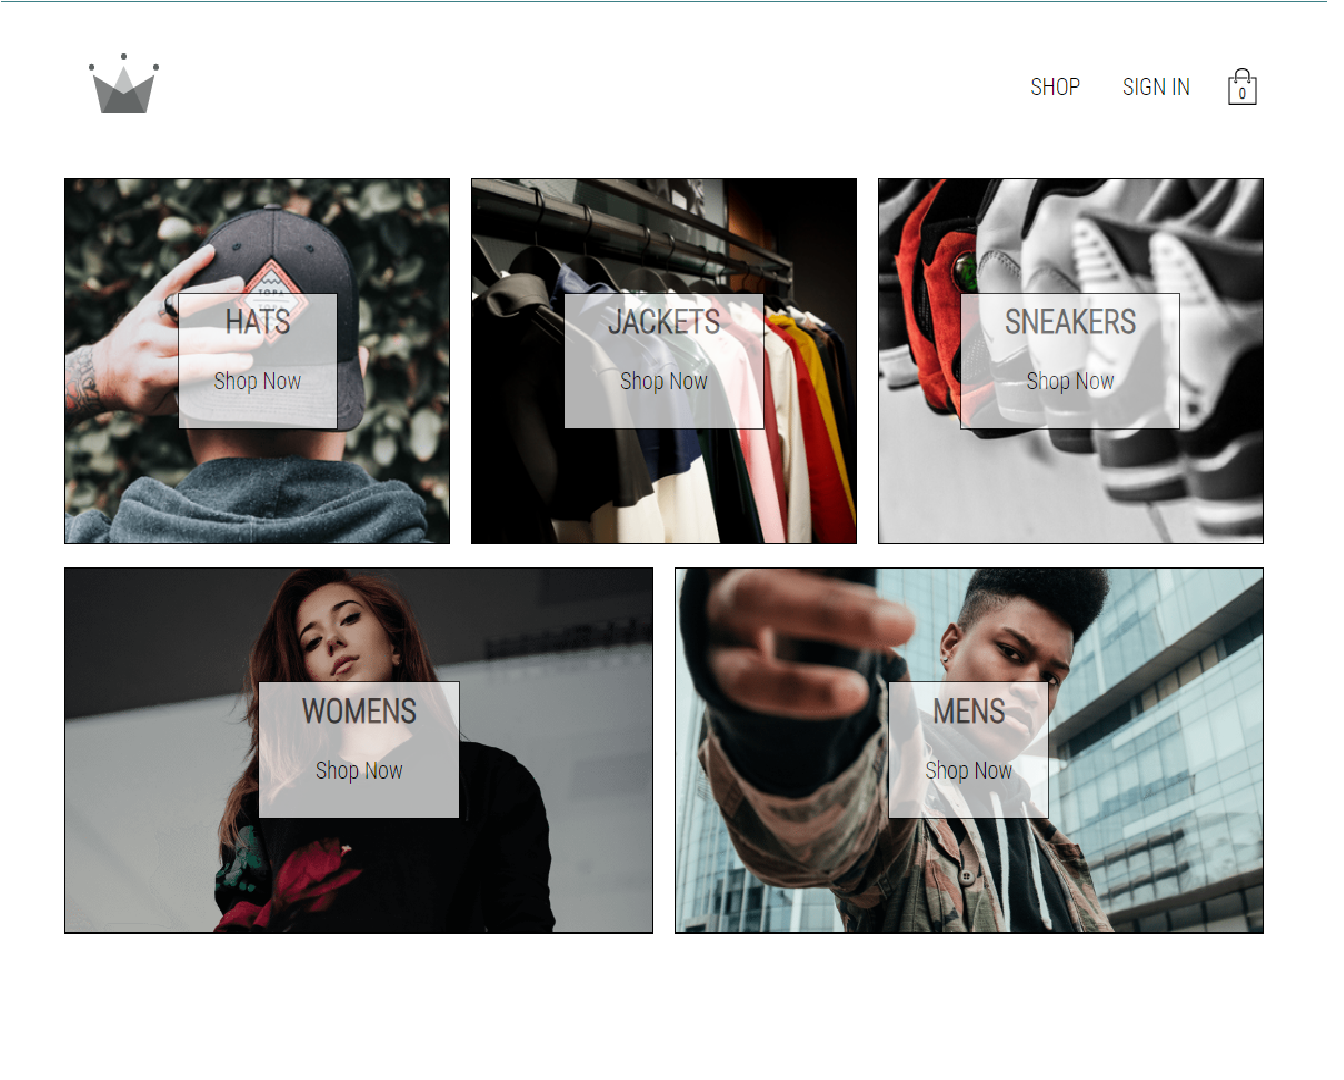 SHOP
SIGN IN
0
HATS
Shop Now
JACKETS
Shop Now
SNEAKERS
Shop Now
WOMENS
Shop Now
MENS
Shop Now